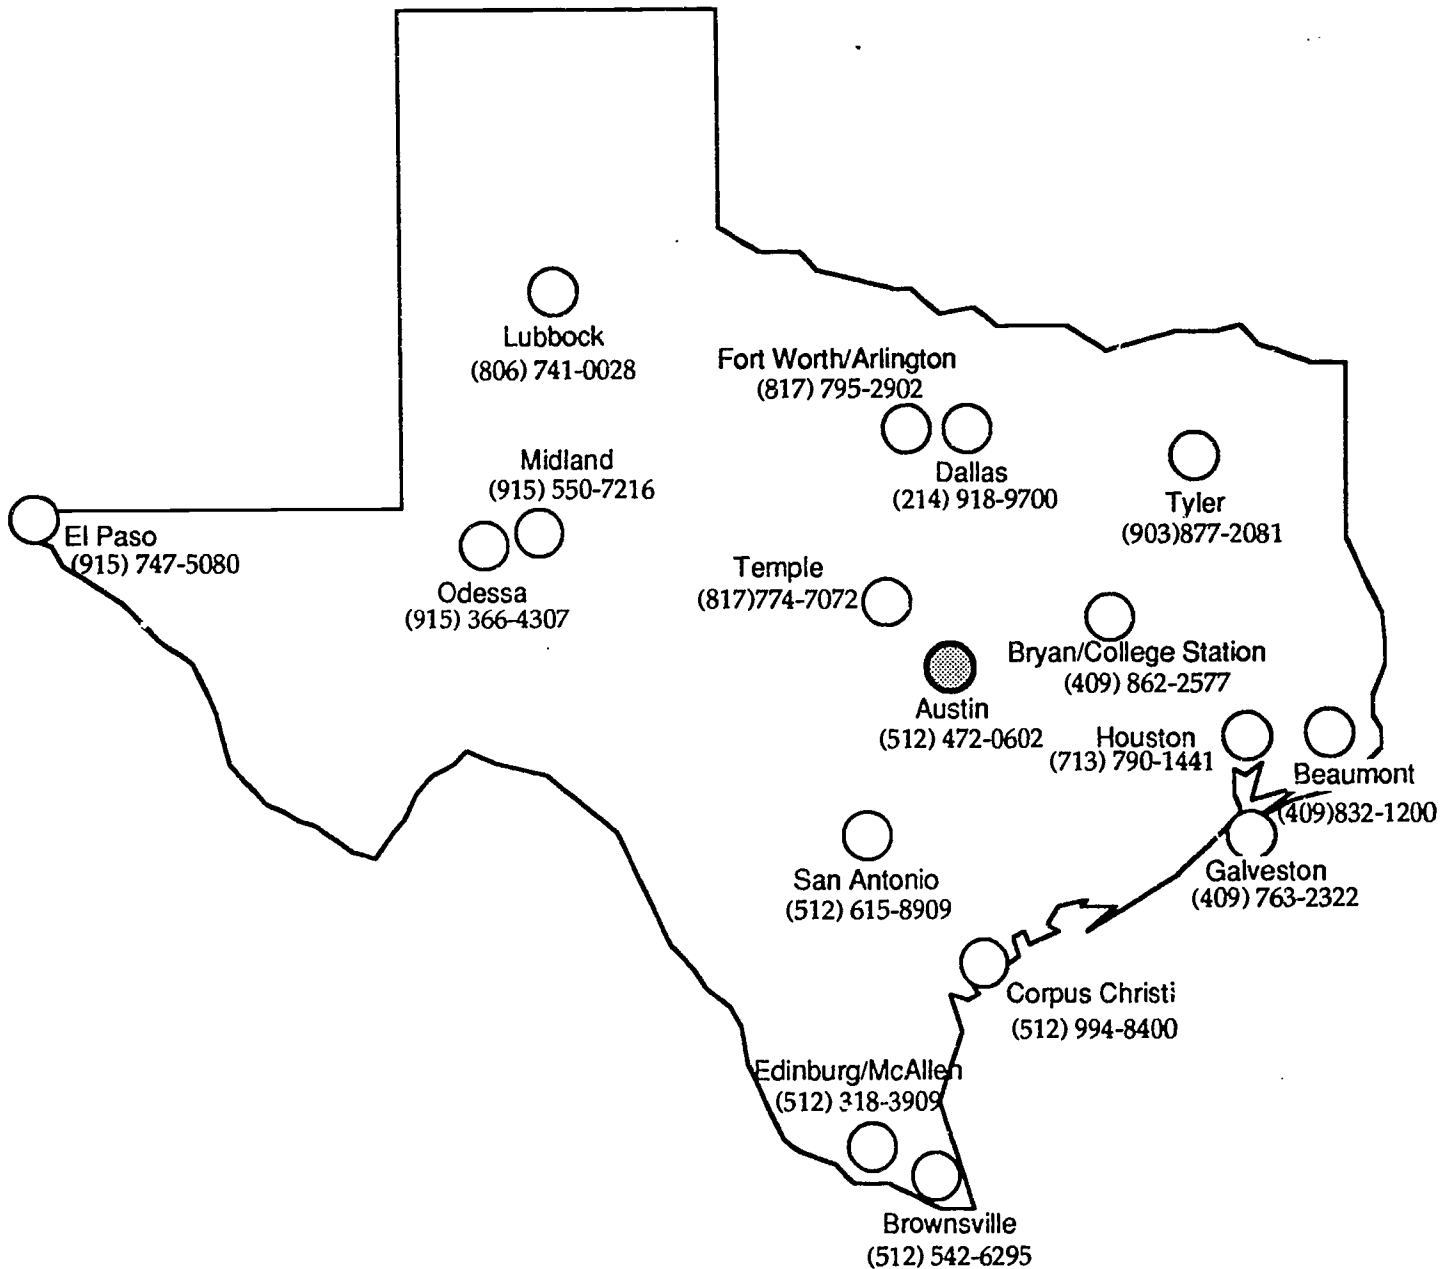 Lubbock
(806) 741-0028
Fort Worth/Arlington
(817) 795-2902
Midland
(915) 550-7216
Dallas
(214) 918-9700
Tyler
(903)877-2081
El Paso
(915) 747-5080
Odessa
(915) 366-4307
Temple
(817)774-7072
Bryan/College Station
(409) 862-2577
Austin
(512) 472-0602
Houston
(713) 790-1441
Beaumont
(409)832-1200
San Antonio
(512) 615-8909
Galveston
(409) 763-2322
Corpus Christi
(512) 994-8400
Edinburg/McAllen
(512) 318-3909
Brownsville
(512) 542-6295